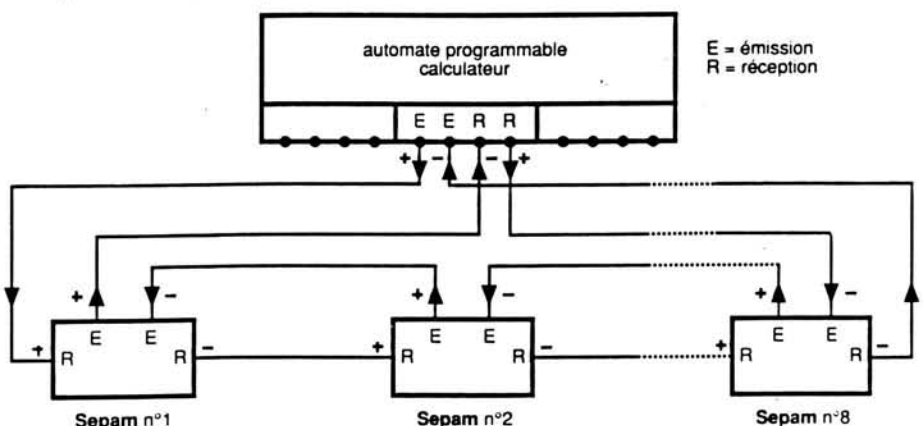 automate programmable
calculateur
E = émission
R = réception
E E R R
+ - - +
+ - + - + -
+ R E E R - + R E E R - + R E E R -
Sepam n°1 Sepam n°2 Sepam n°8